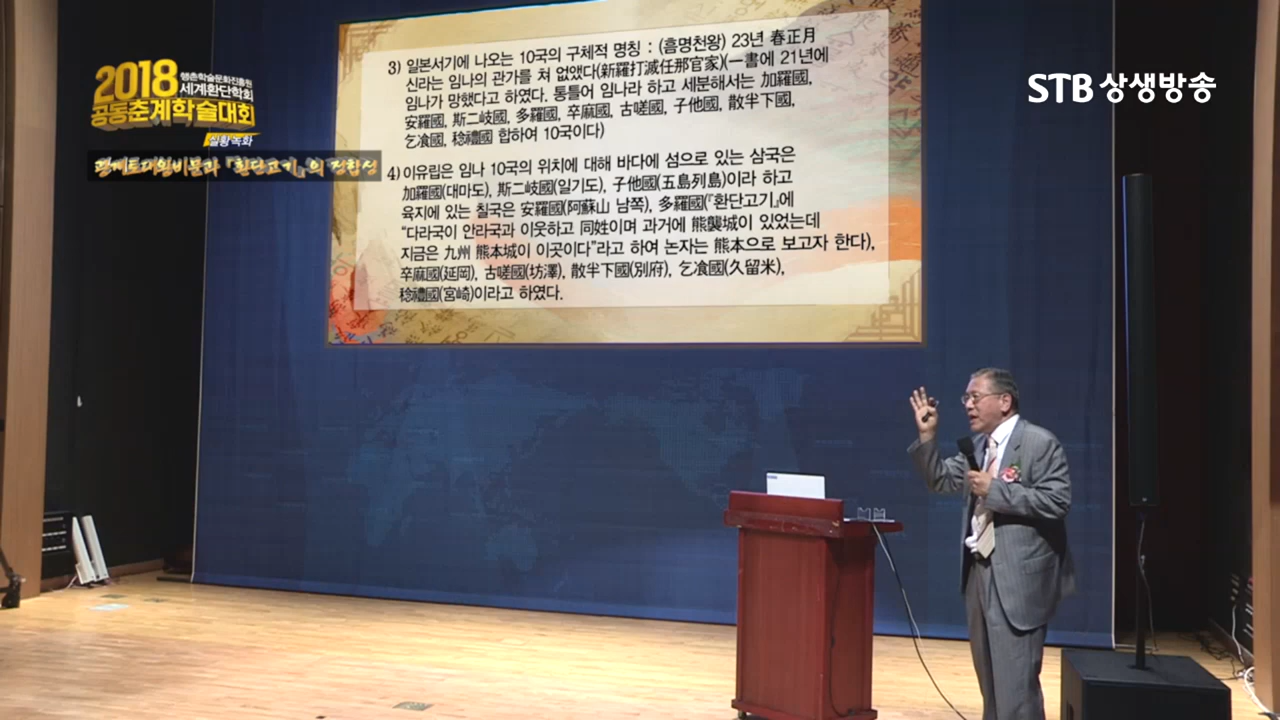 2018 행촌학술문화진흥원
세계환단학회
공동춘계학술대회
실황 녹화
광개토대왕비문과 『환단고기』의 정합성
STB 상생방송
3) 일본서기에 나오는 10국의 구체적 명칭 : (흠명천왕) 23년 春正月
신라는 임나의 관가를 쳐 없앴다(新羅打滅任那官家)(一書에 21년에
임나가 망했다고 하였다. 통틀어 임나라 하고 세분해서는 加羅國,
安羅國, 斯二岐國, 多羅國, 卒麻國, 古嗟國, 子他國, 散半下國,
乞飡國, 稔禮國 합하여 10국이다)
4) 이유립은 임나 10국의 위치에 대해 바다에 섬으로 있는 삼국은
加羅國(대마도), 斯二岐國(일기도), 子他國(五島列島)이라 하고
육지에 있는 칠국은 安羅國(阿蘇山 남쪽), 多羅國(『환단고기』에
“다라국이 안라국과 이웃하고 同姓이며 과거에 熊襲城이 있었는데
지금은 九州 熊本城이 이곳이다”라고 하여 논자는 熊本으로 보고자 한다),
卒麻國(延岡), 古嗟國(坊澤), 散半下國(別府), 乞飡國(久留米),
稔禮國(宮崎)이라고 하였다.